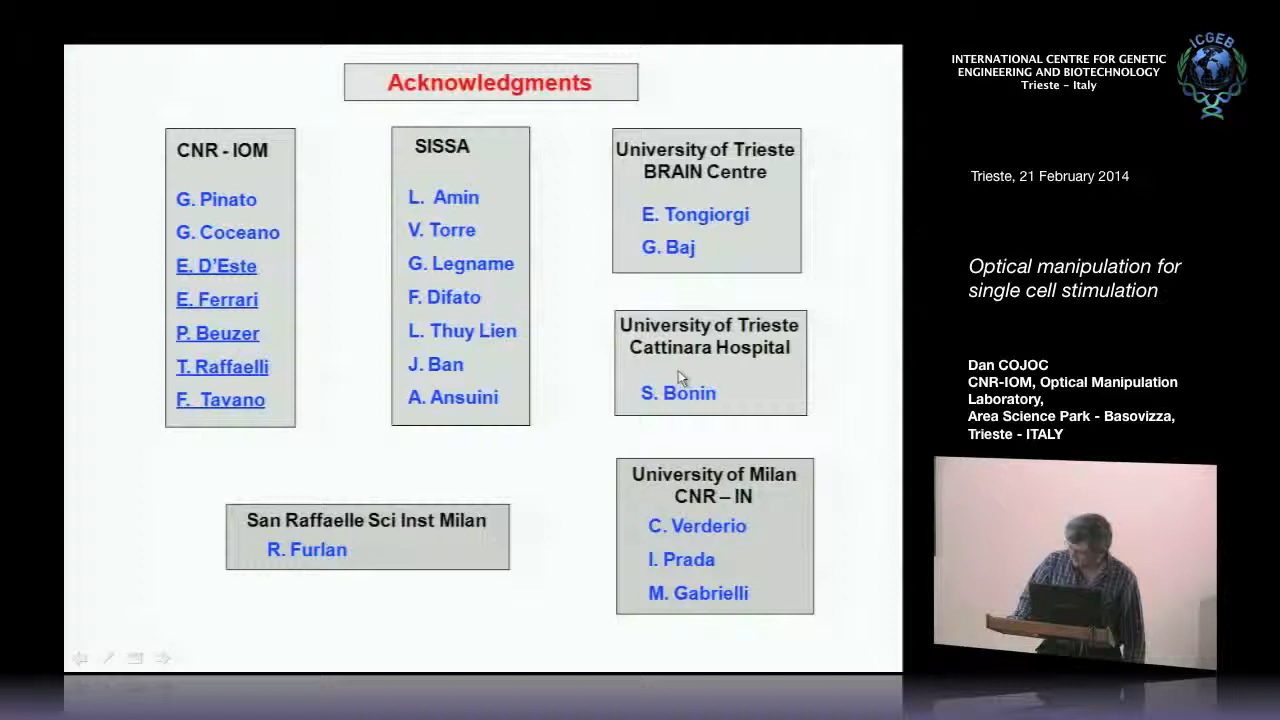 Acknowledgments
CNR - IOM
G. Pinato
G. Coceano
E. D'Este
E. Ferrari
P. Beuzer
T. Raffaelli
F. Tavano
SISSA
L. Amin
V. Torre
G. Legname
F. Difato
L. Thuy Lien
J. Ban
A. Ansuini
University of Trieste
BRAIN Centre
E. Tongiorgi
G. Baj
University of Trieste
Cattinara Hospital
S. Bonin
University of Milan
CNR – IN
C. Verderio
I. Prada
M. Gabrielli
San Raffaelle Sci Inst Milan
R. Furlan
INTERNATIONAL CENTRE FOR GENETIC
ENGINEERING AND BIOTECHNOLOGY
Trieste - Italy
ICGEB
Trieste, 21 February 2014
Optical manipulation for
single cell stimulation
Dan COJOC
CNR-IOM, Optical Manipulation
Laboratory,
Area Science Park - Basovizza,
Trieste - ITALY